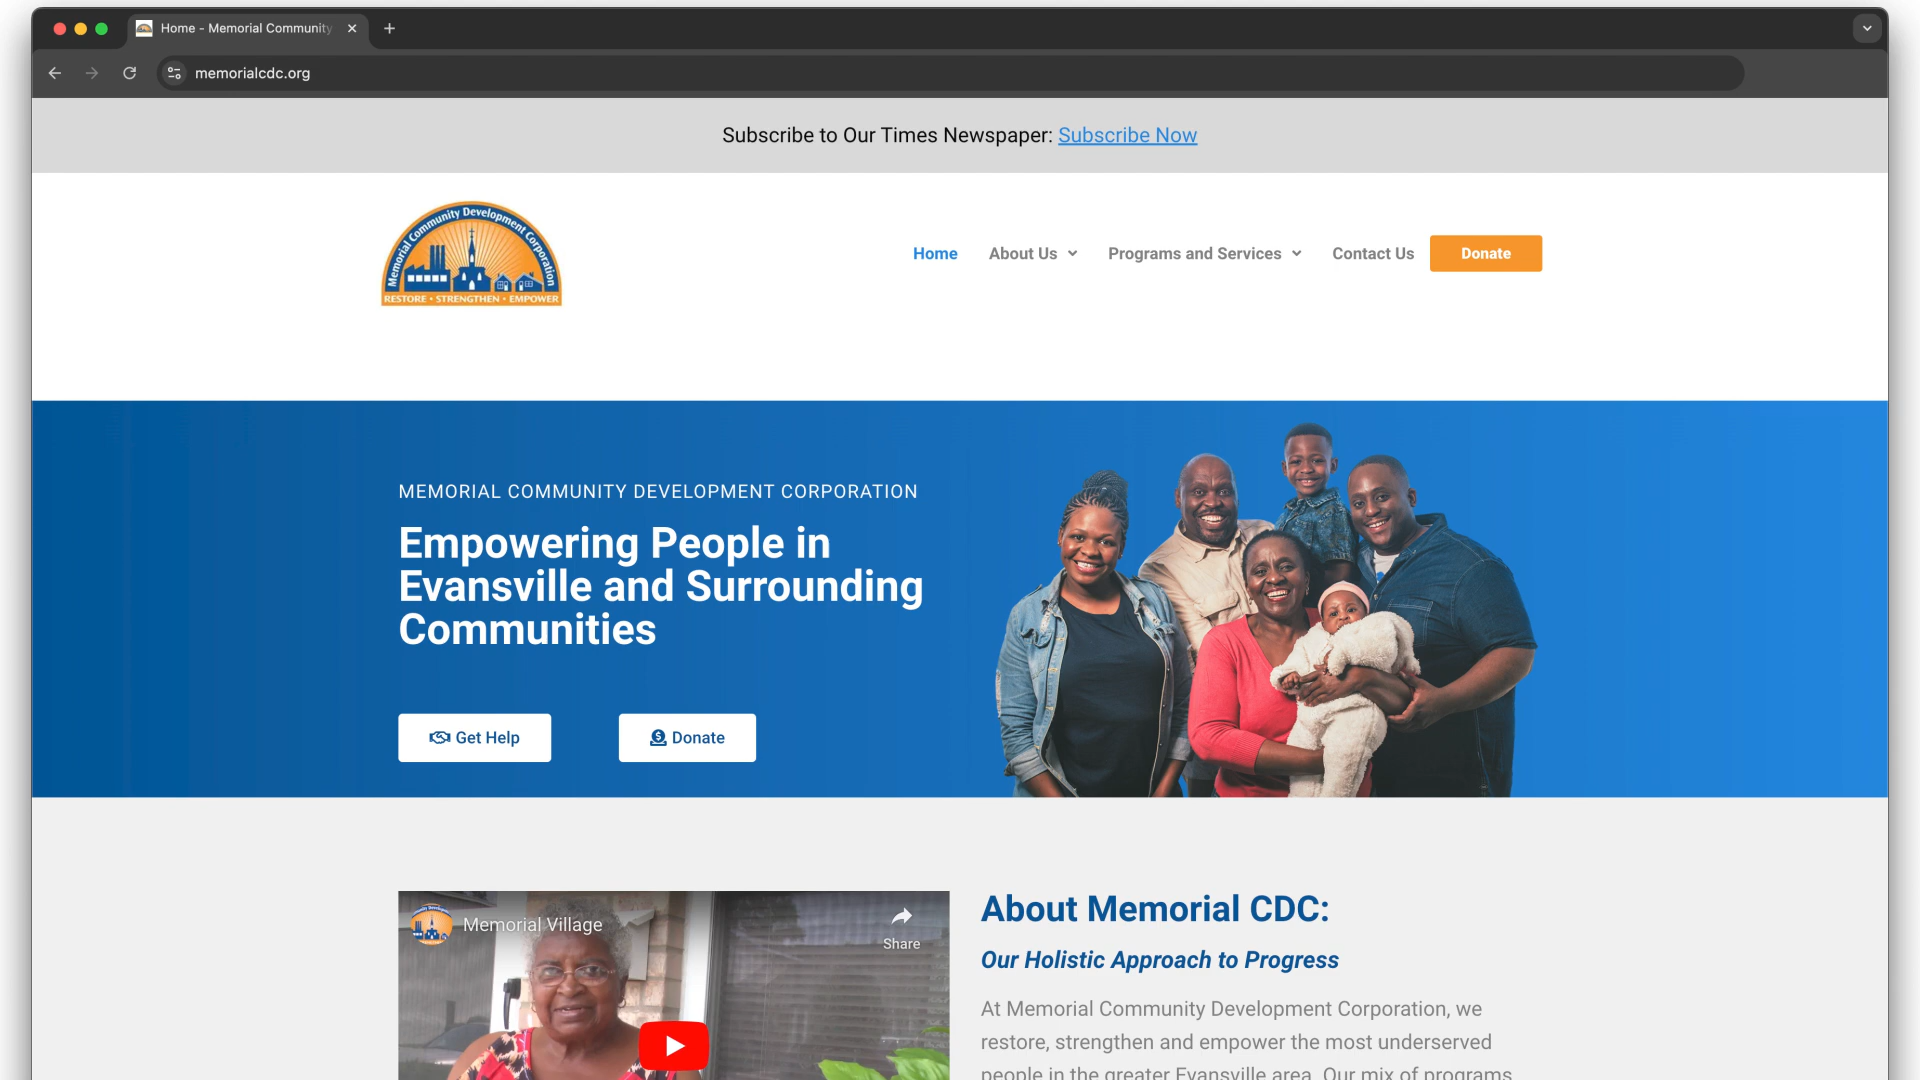 Home - Memorial Community
memorialcdc.org
Subscribe to Our Times Newspaper: Subscribe Now
Memorial Community Development Corporation
RESTORE • STRENGTHEN • EMPOWER
Home About Us Programs and Services Contact Us Donate
MEMORIAL COMMUNITY DEVELOPMENT CORPORATION
Empowering People in
Evansville and Surrounding
Communities
Get Help Donate
Memorial Village
Share
About Memorial CDC:
Our Holistic Approach to Progress
At Memorial Community Development Corporation, we
restore, strengthen and empower the most underserved
people in the greater Evansville area. Our mix of programs